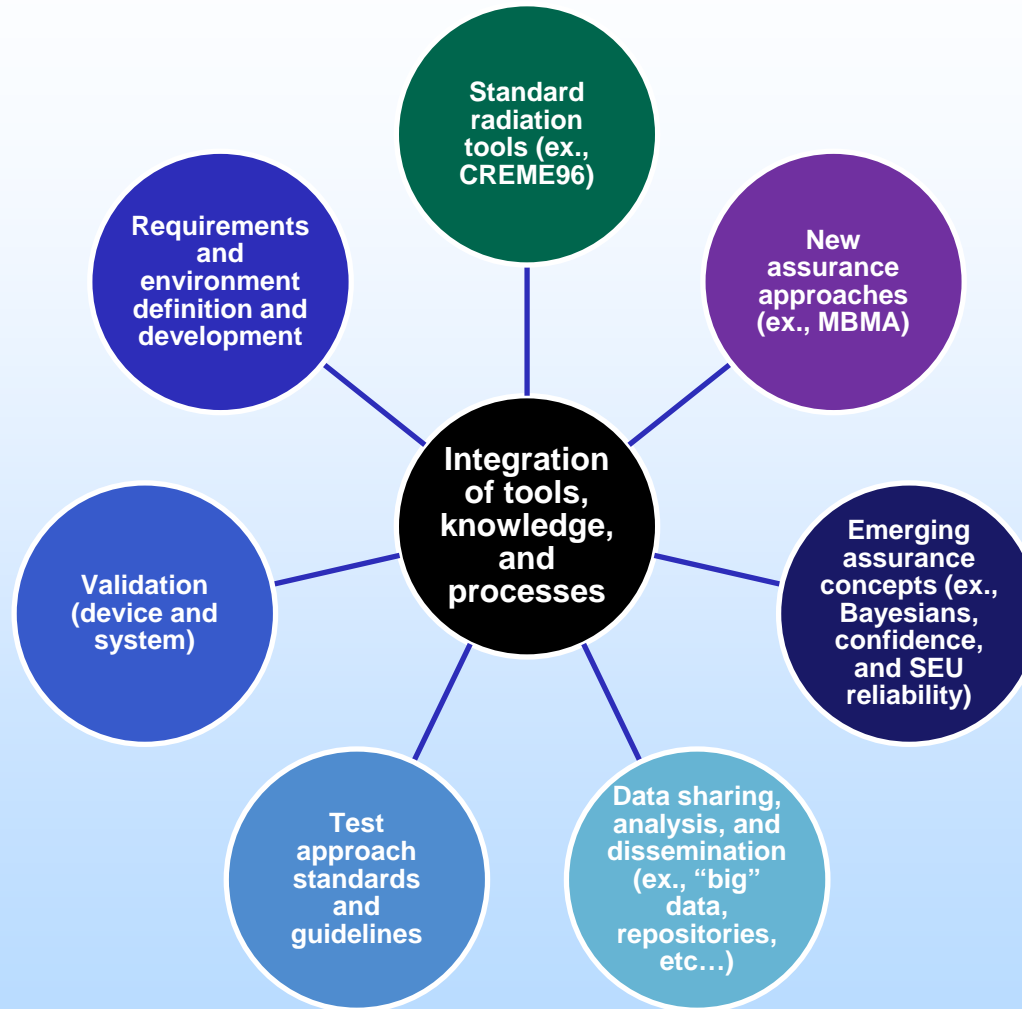 Standard
radiation
tools (ex.,
CREME96)
New
assurance
approaches
(ex., MBMA)
Emerging
assurance
concepts (ex.,
Bayesians,
confidence,
and SEU
reliability)
Data sharing,
analysis, and
dissemination
(ex., “big”
data,
repositories,
etc…)
Test
approach
standards
and
guidelines
Validation
(device and
system)
Requirements
and
environment
definition and
development
Integration
of tools,
knowledge,
and
processes